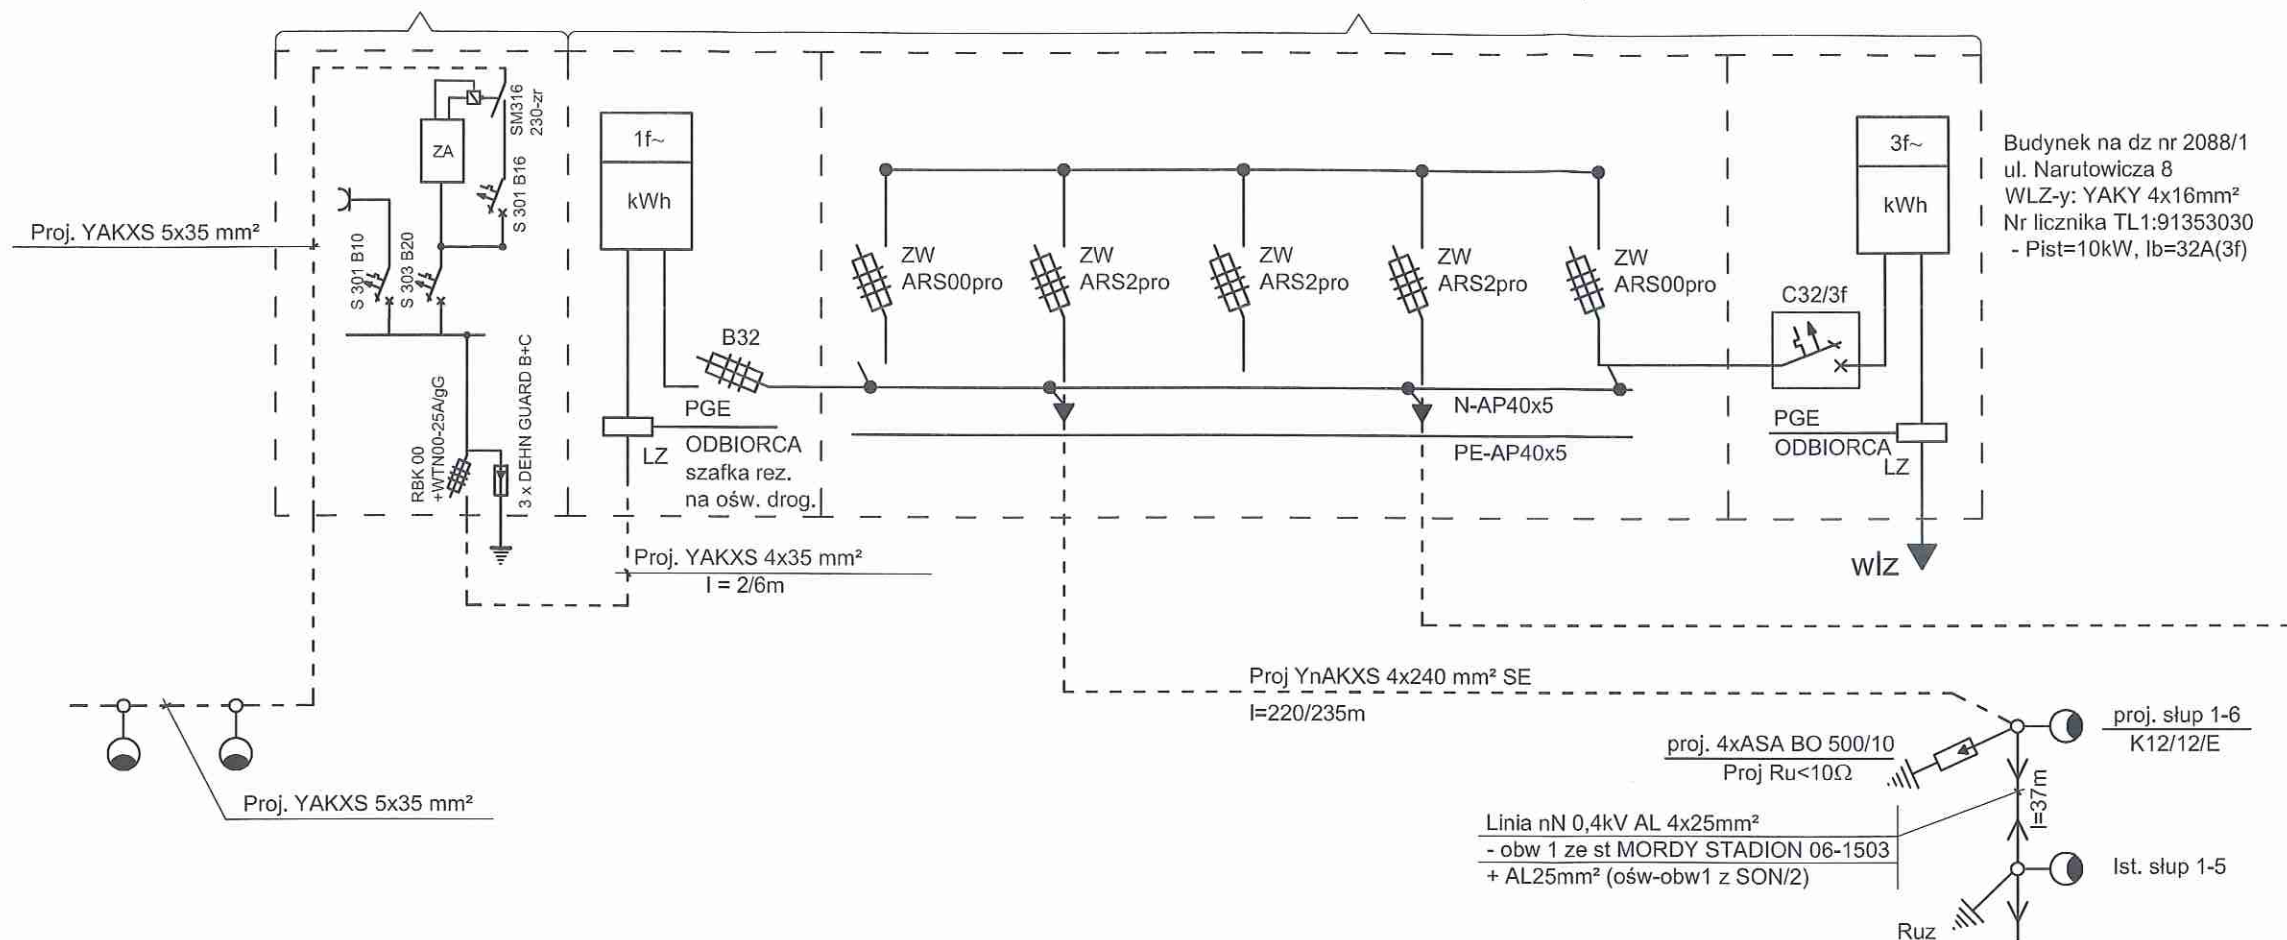 Proj. YAKXS 5x35 mm²
ZA
SM316
230-zr
S 301 B16
S 301 B10
S 303 B20
RBK 00
+WTN00-25A/gG
3 x DEHN GUARD B+C
1f~
kWh
B32
PGE
ODBIORCA
LZ
szafka rez.
na ośw. drog.
Proj. YAKXS 4x35 mm²
l = 2/6m
ZW
ARS00pro
ZW
ARS2pro
ZW
ARS2pro
ZW
ARS2pro
ZW
ARS00pro
N-AP40x5
PE-AP40x5
C32/3f
3f~
kWh
PGE
ODBIORCA
LZ
wlz
Budynek na dz nr 2088/1
ul. Narutowicza 8
WLZ-y: YAKY 4x16mm²
Nr licznika TL1:91353030
- Pist=10kW, Ib=32A(3f)
Proj YnAKXS 4x240 mm² SE
l=220/235m
Proj. YAKXS 5x35 mm²
proj. 4xASA BO 500/10
Proj Ru<10Ω
proj. słup 1-6
K12/12/E
l=37m
Linia nN 0,4kV AL 4x25mm²
- obw 1 ze st MORDY STADION 06-1503
+ AL25mm² (ośw-obw1 z SON/2)
Ist. słup 1-5
Ruz